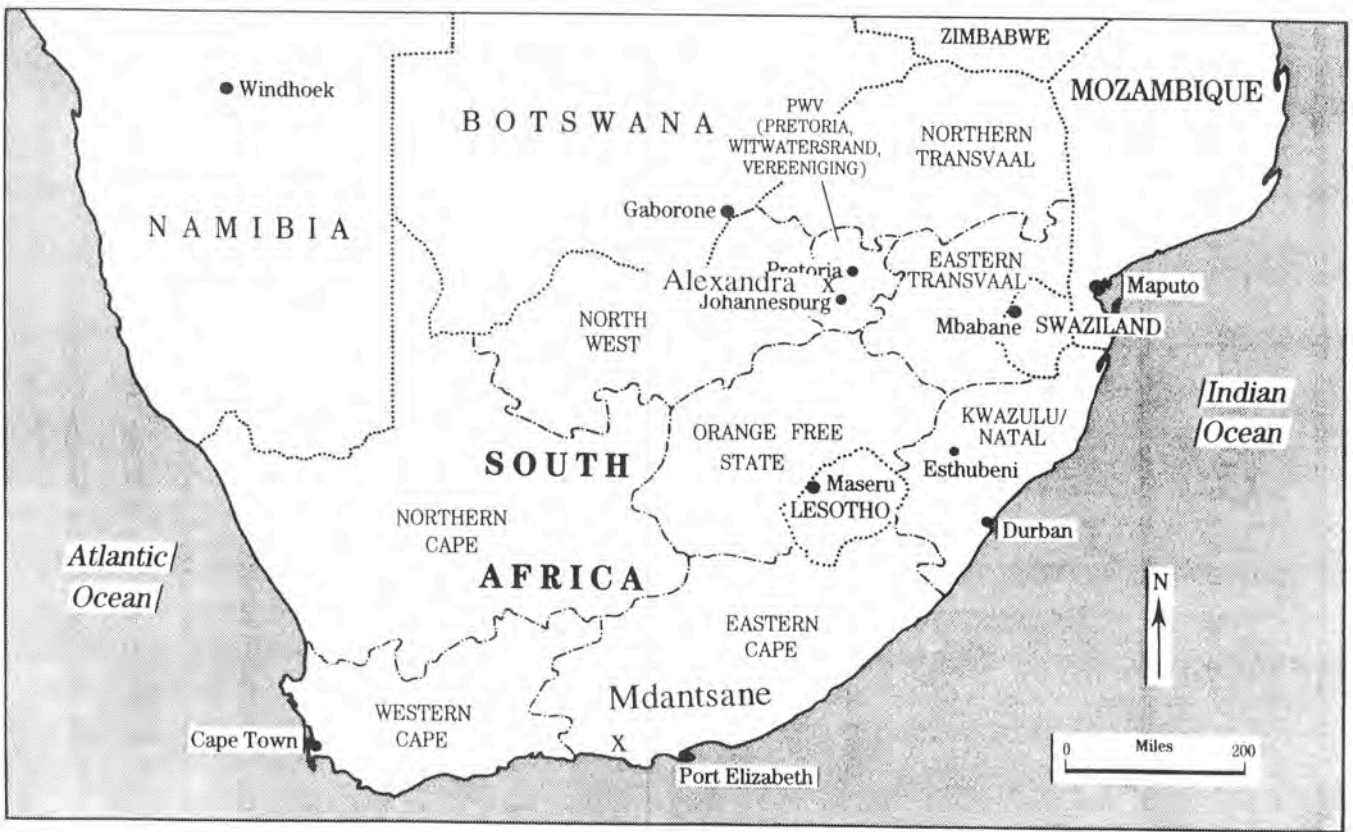 ZIMBABWE
Windhoek
MOZAMBIQUE
BOTSWANA
PWV
(PRETORIA,
WITWATERSRAND,
VEREENIGING)
NORTHERN
TRANSVAAL
Gaborone
NAMIBIA
EASTERN
TRANSVAAL
Pretoria
Alexandra X
Johannesburg
Maputo
NORTH
WEST
Mbabane
SWAZILAND
Indian
Ocean
KWAZULU/
NATAL
ORANGE FREE
STATE
SOUTH
Esthubeni
Maseru
LESOTHO
NORTHERN
CAPE
Durban
Atlantic
Ocean
AFRICA
N
EASTERN
CAPE
Mdantsane
WESTERN
CAPE
Cape Town
X
0 Miles 200
Port Elizabeth